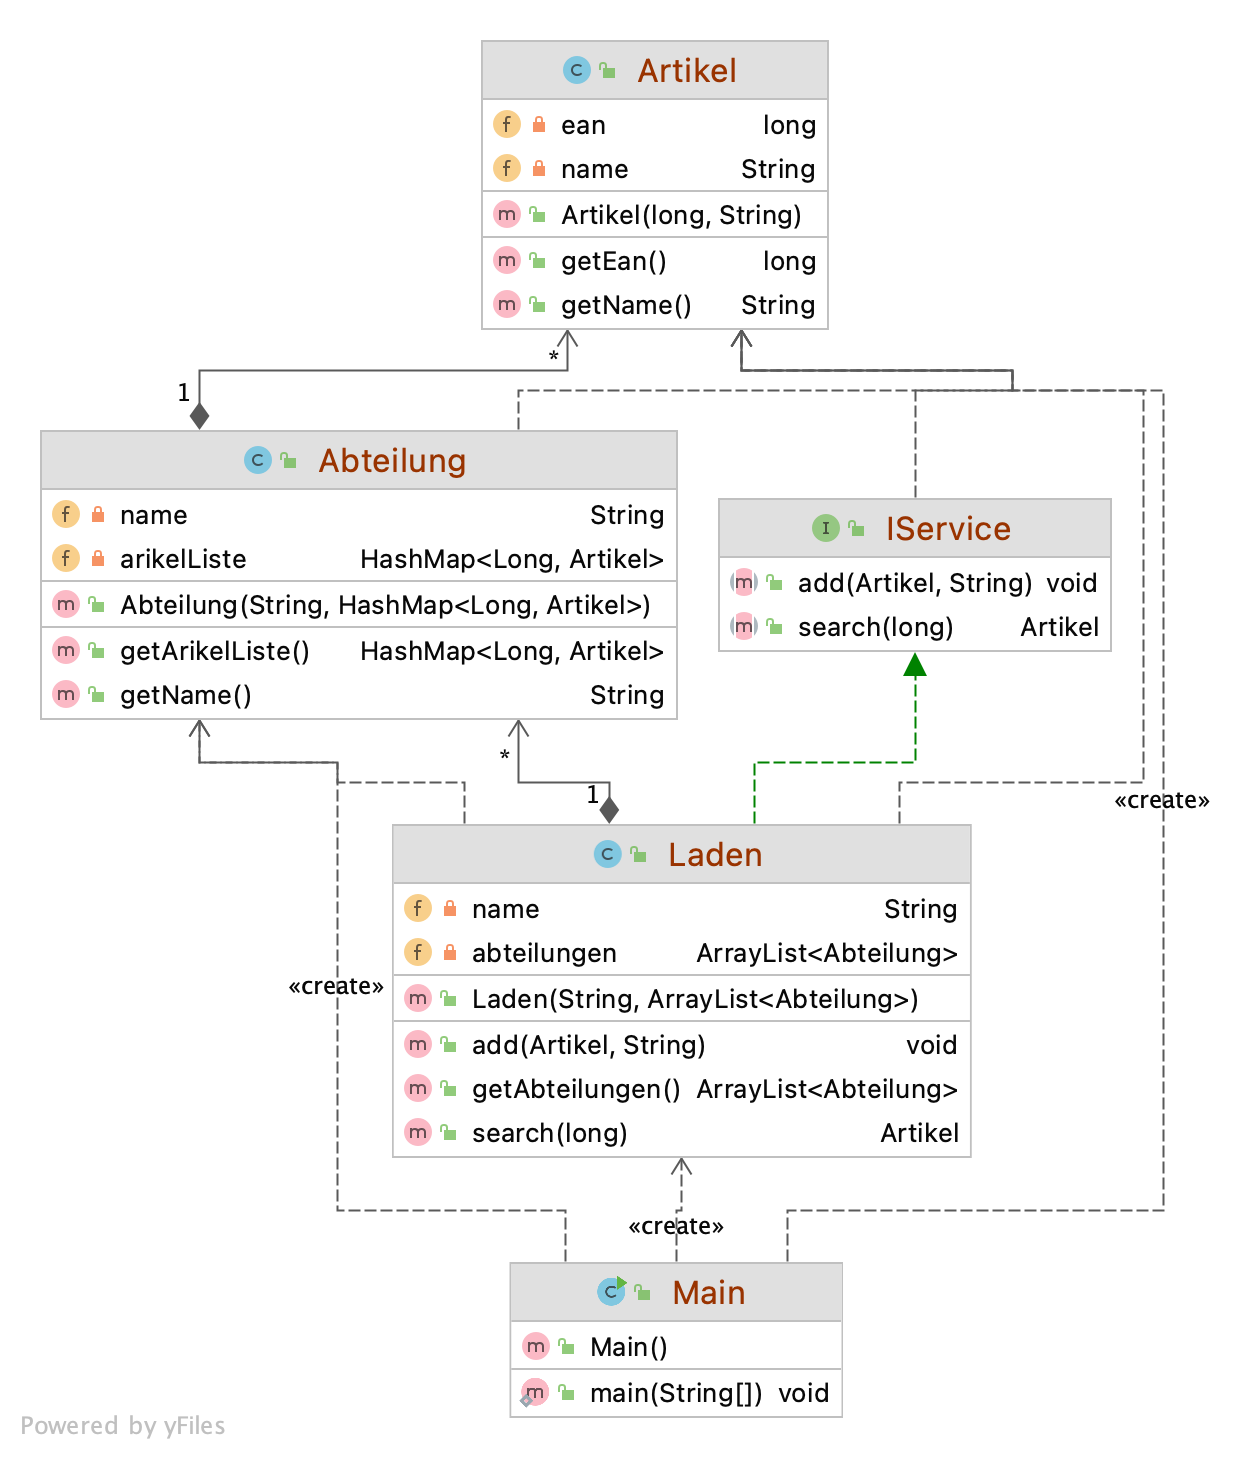 Artikel
ean long
name String
Artikel(long, String)
getEan() long
getName() String
*
1
Abteilung
name String
arikelListe HashMap<Long, Artikel>
Abteilung(String, HashMap<Long, Artikel>)
getArikelListe() HashMap<Long, Artikel>
getName() String
IService
add(Artikel, String) void
search(long) Artikel
*
1
«create»
Laden
name String
abteilungen ArrayList<Abteilung>
Laden(String, ArrayList<Abteilung>)
add(Artikel, String) void
getAbteilungen() ArrayList<Abteilung>
search(long) Artikel
«create»
«create»
Main
Main()
main(String[]) void
Powered by yFiles